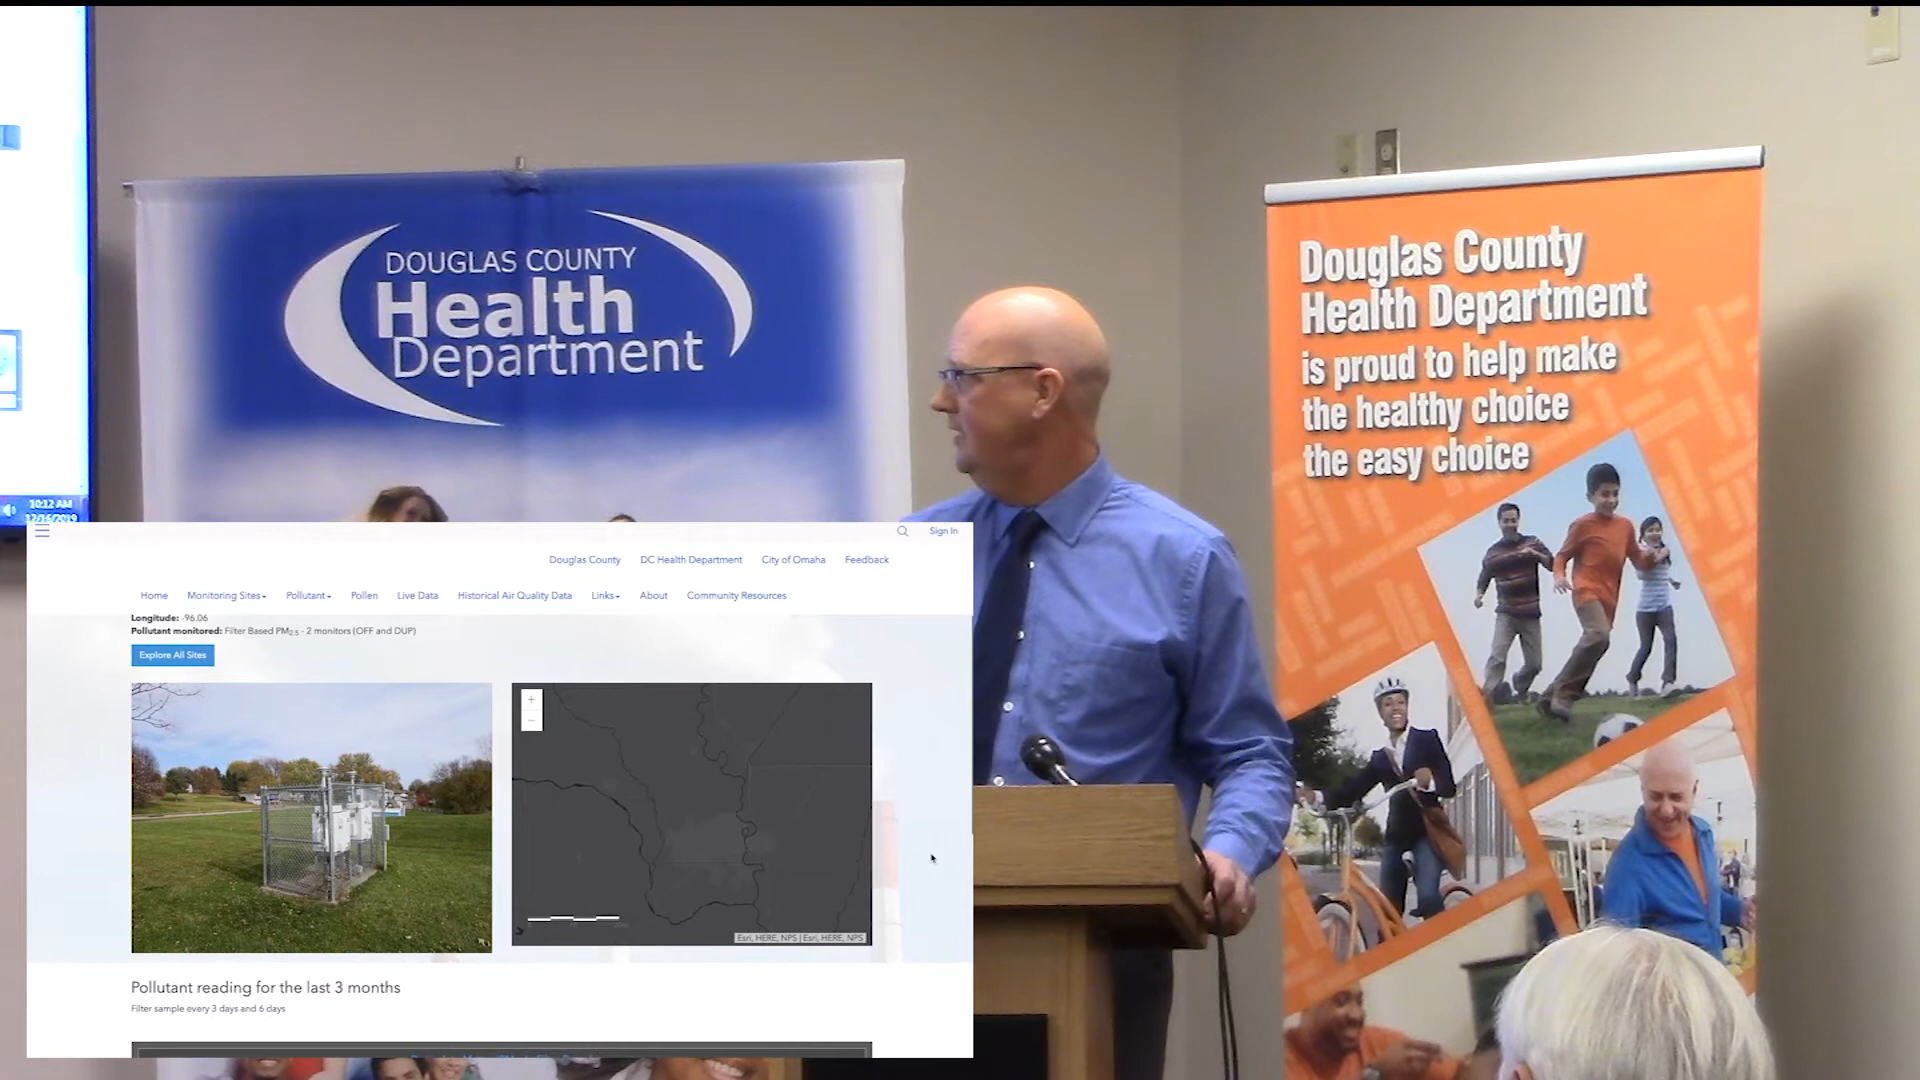 DOUGLAS COUNTY
Health
Department
Douglas County
Health Department
is proud to help make
the healthy choice
the easy choice
10:12 AM
12/16/2019
Sign In
Douglas County DC Health Department City of Omaha Feedback
Home Monitoring Sites Pollutant Pollen Live Data Historical Air Quality Data Links About Community Resources
Longitude: -96.06
Pollutant monitored: Filter Based PM2.5 - 2 monitors (OFF and DUP)
Explore All Sites
+
−
Esri, HERE, NPS | Esri, HERE, NPS
Pollutant reading for the last 3 months
Filter sample every 3 days and 6 days